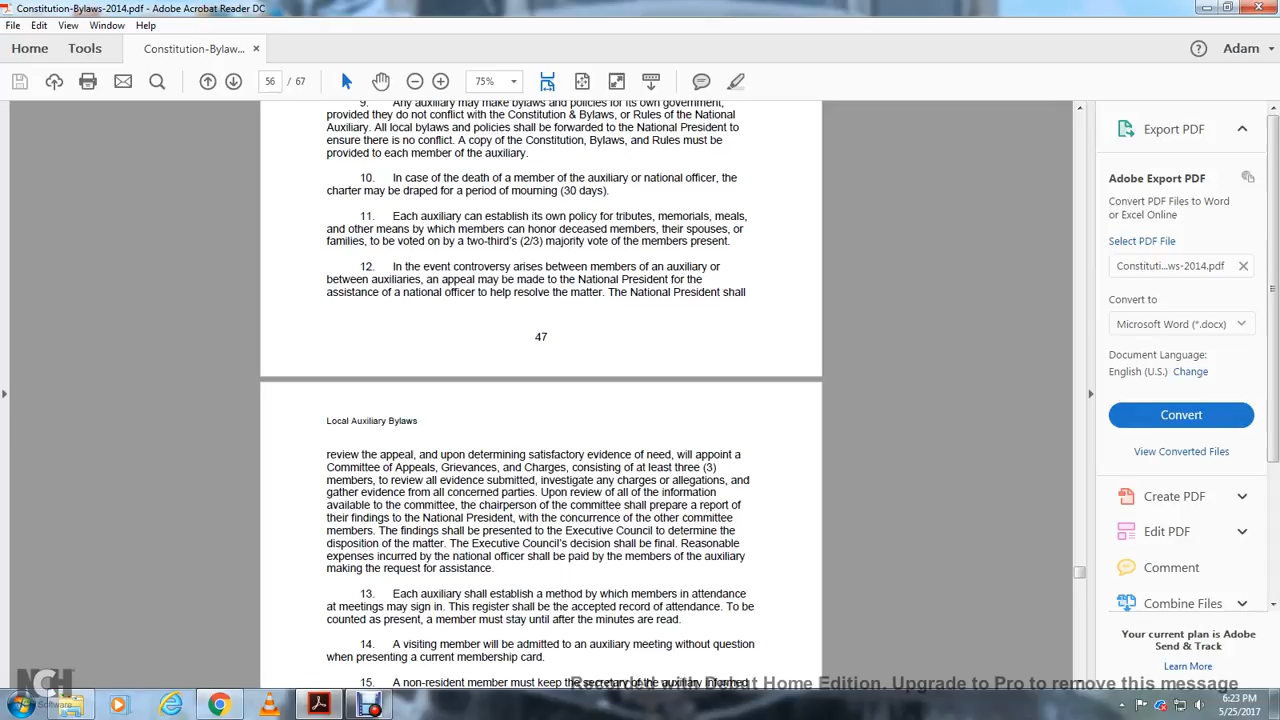 Constitution-Bylaws-2014.pdf - Adobe Acrobat Reader DC
File Edit View Window Help
Home Tools Constitution-Bylaw... × Adam
56 / 67 75%
9. Any auxiliary may make bylaws and policies for its own government,
provided they do not conflict with the Constitution & Bylaws, or Rules of the National
Auxiliary. All local bylaws and policies shall be forwarded to the National President to
ensure there is no conflict. A copy of the Constitution, Bylaws, and Rules must be
provided to each member of the auxiliary.
10. In case of the death of a member of the auxiliary or national officer, the
charter may be draped for a period of mourning (30 days).
11. Each auxiliary can establish its own policy for tributes, memorials, meals,
and other means by which members can honor deceased members, their spouses, or
families, to be voted on by a two-third's (2/3) majority vote of the members present.
12. In the event controversy arises between members of an auxiliary or
between auxiliaries, an appeal may be made to the National President for the
assistance of a national officer to help resolve the matter. The National President shall
47
Local Auxiliary Bylaws
review the appeal, and upon determining satisfactory evidence of need, will appoint a
Committee of Appeals, Grievances, and Charges, consisting of at least three (3)
members, to review all evidence submitted, investigate any charges or allegations, and
gather evidence from all concerned parties. Upon review of all of the information
available to the committee, the chairperson of the committee shall prepare a report of
their findings to the National President, with the concurrence of the other committee
members. The findings shall be presented to the Executive Council to determine the
disposition of the matter. The Executive Council's decision shall be final. Reasonable
expenses incurred by the national officer shall be paid by the members of the auxiliary
making the request for assistance.
13. Each auxiliary shall establish a method by which members in attendance
at meetings may sign in. This register shall be the accepted record of attendance. To be
counted as present, a member must stay until after the minutes are read.
14. A visiting member will be admitted to an auxiliary meeting without question
when presenting a current membership card.
15. A non-resident member must keep the secretary of the auxiliary informed
Export PDF
Adobe Export PDF
Convert PDF Files to Word
or Excel Online
Select PDF File
Constituti...ws-2014.pdf
Convert to
Microsoft Word (*.docx)
Document Language:
English (U.S.) Change
Convert
View Converted Files
Create PDF
Edit PDF
Comment
Combine Files
Your current plan is Adobe
Send & Track
Learn More
NCH
Software
Home Edition. Upgrade to Pro to remove this message
6:23 PM
5/25/2017